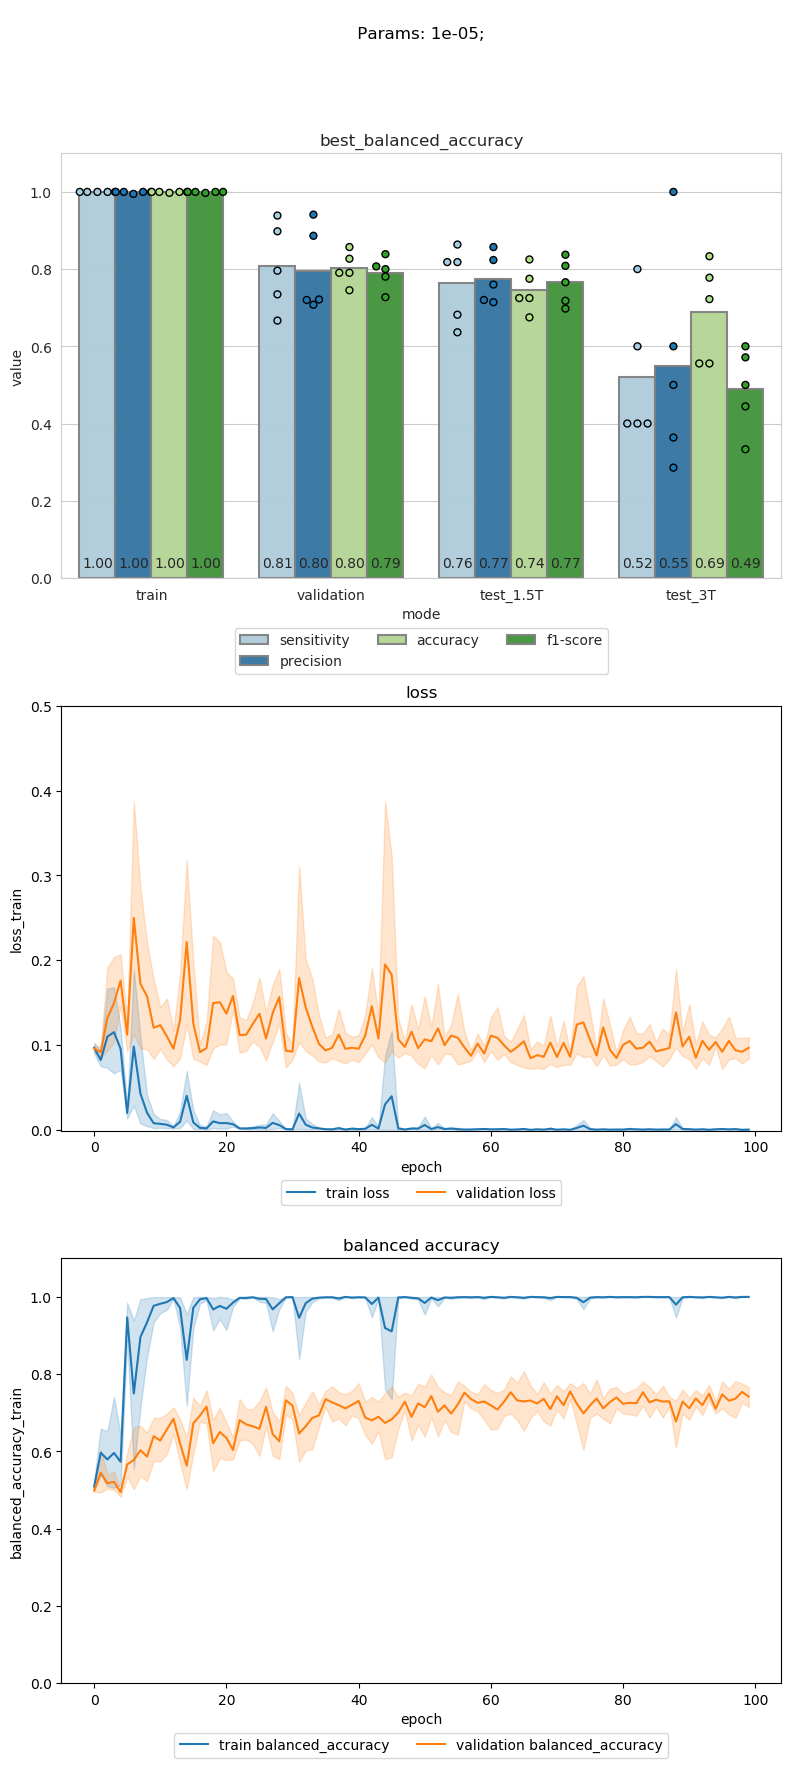 Params: 1e-05;
best_balanced_accuracy
1.0
0.8
0.6
0.4
0.2
0.0
value
1.00 1.00 1.00 1.00 0.81 0.80 0.80 0.79 0.76 0.77 0.74 0.77 0.52 0.55 0.69 0.49
train validation test_1.5T test_3T
mode
sensitivity accuracy f1-score
precision
loss
0.5
0.4
0.3
0.2
0.1
0.0
loss_train
0 20 40 60 80 100
epoch
train loss validation loss
balanced accuracy
1.0
0.8
0.6
0.4
0.2
0.0
balanced_accuracy_train
0 20 40 60 80 100
epoch
train balanced_accuracy validation balanced_accuracy